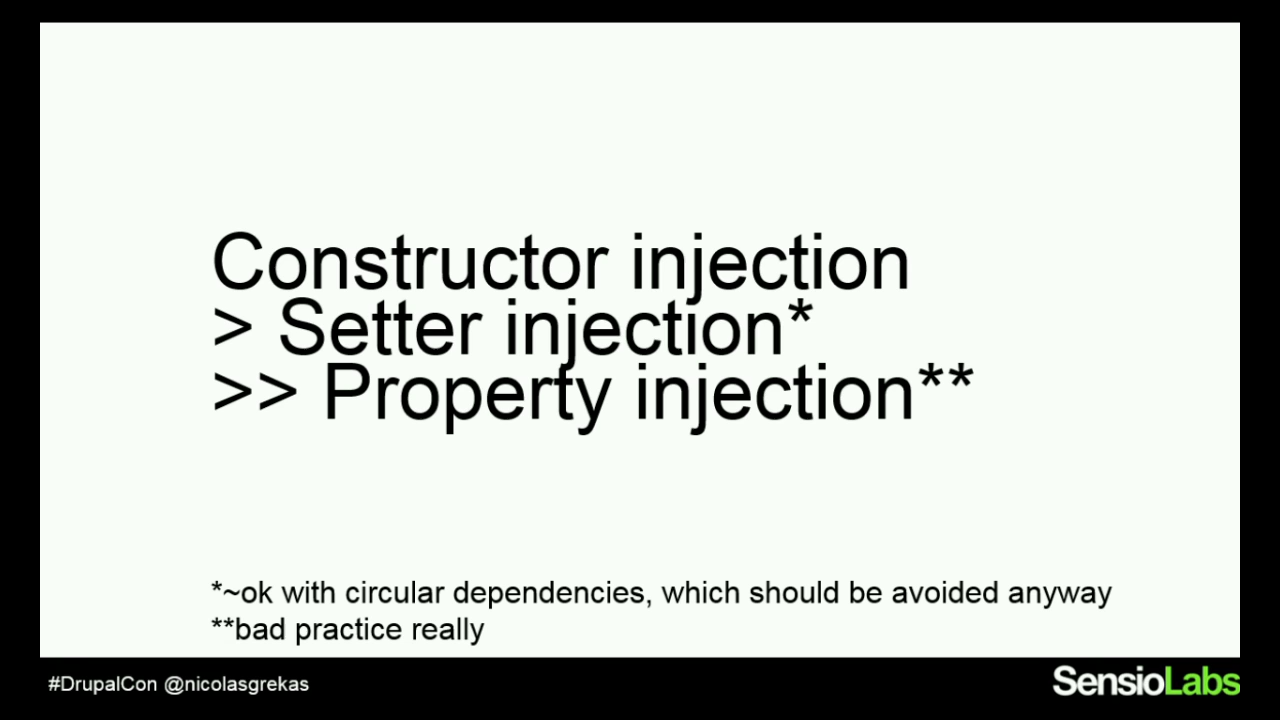 Constructor injection
> Setter injection*
>> Property injection**
*~ok with circular dependencies, which should be avoided anyway
**bad practice really
#DrupalCon @nicolasgrekas
SensioLabs